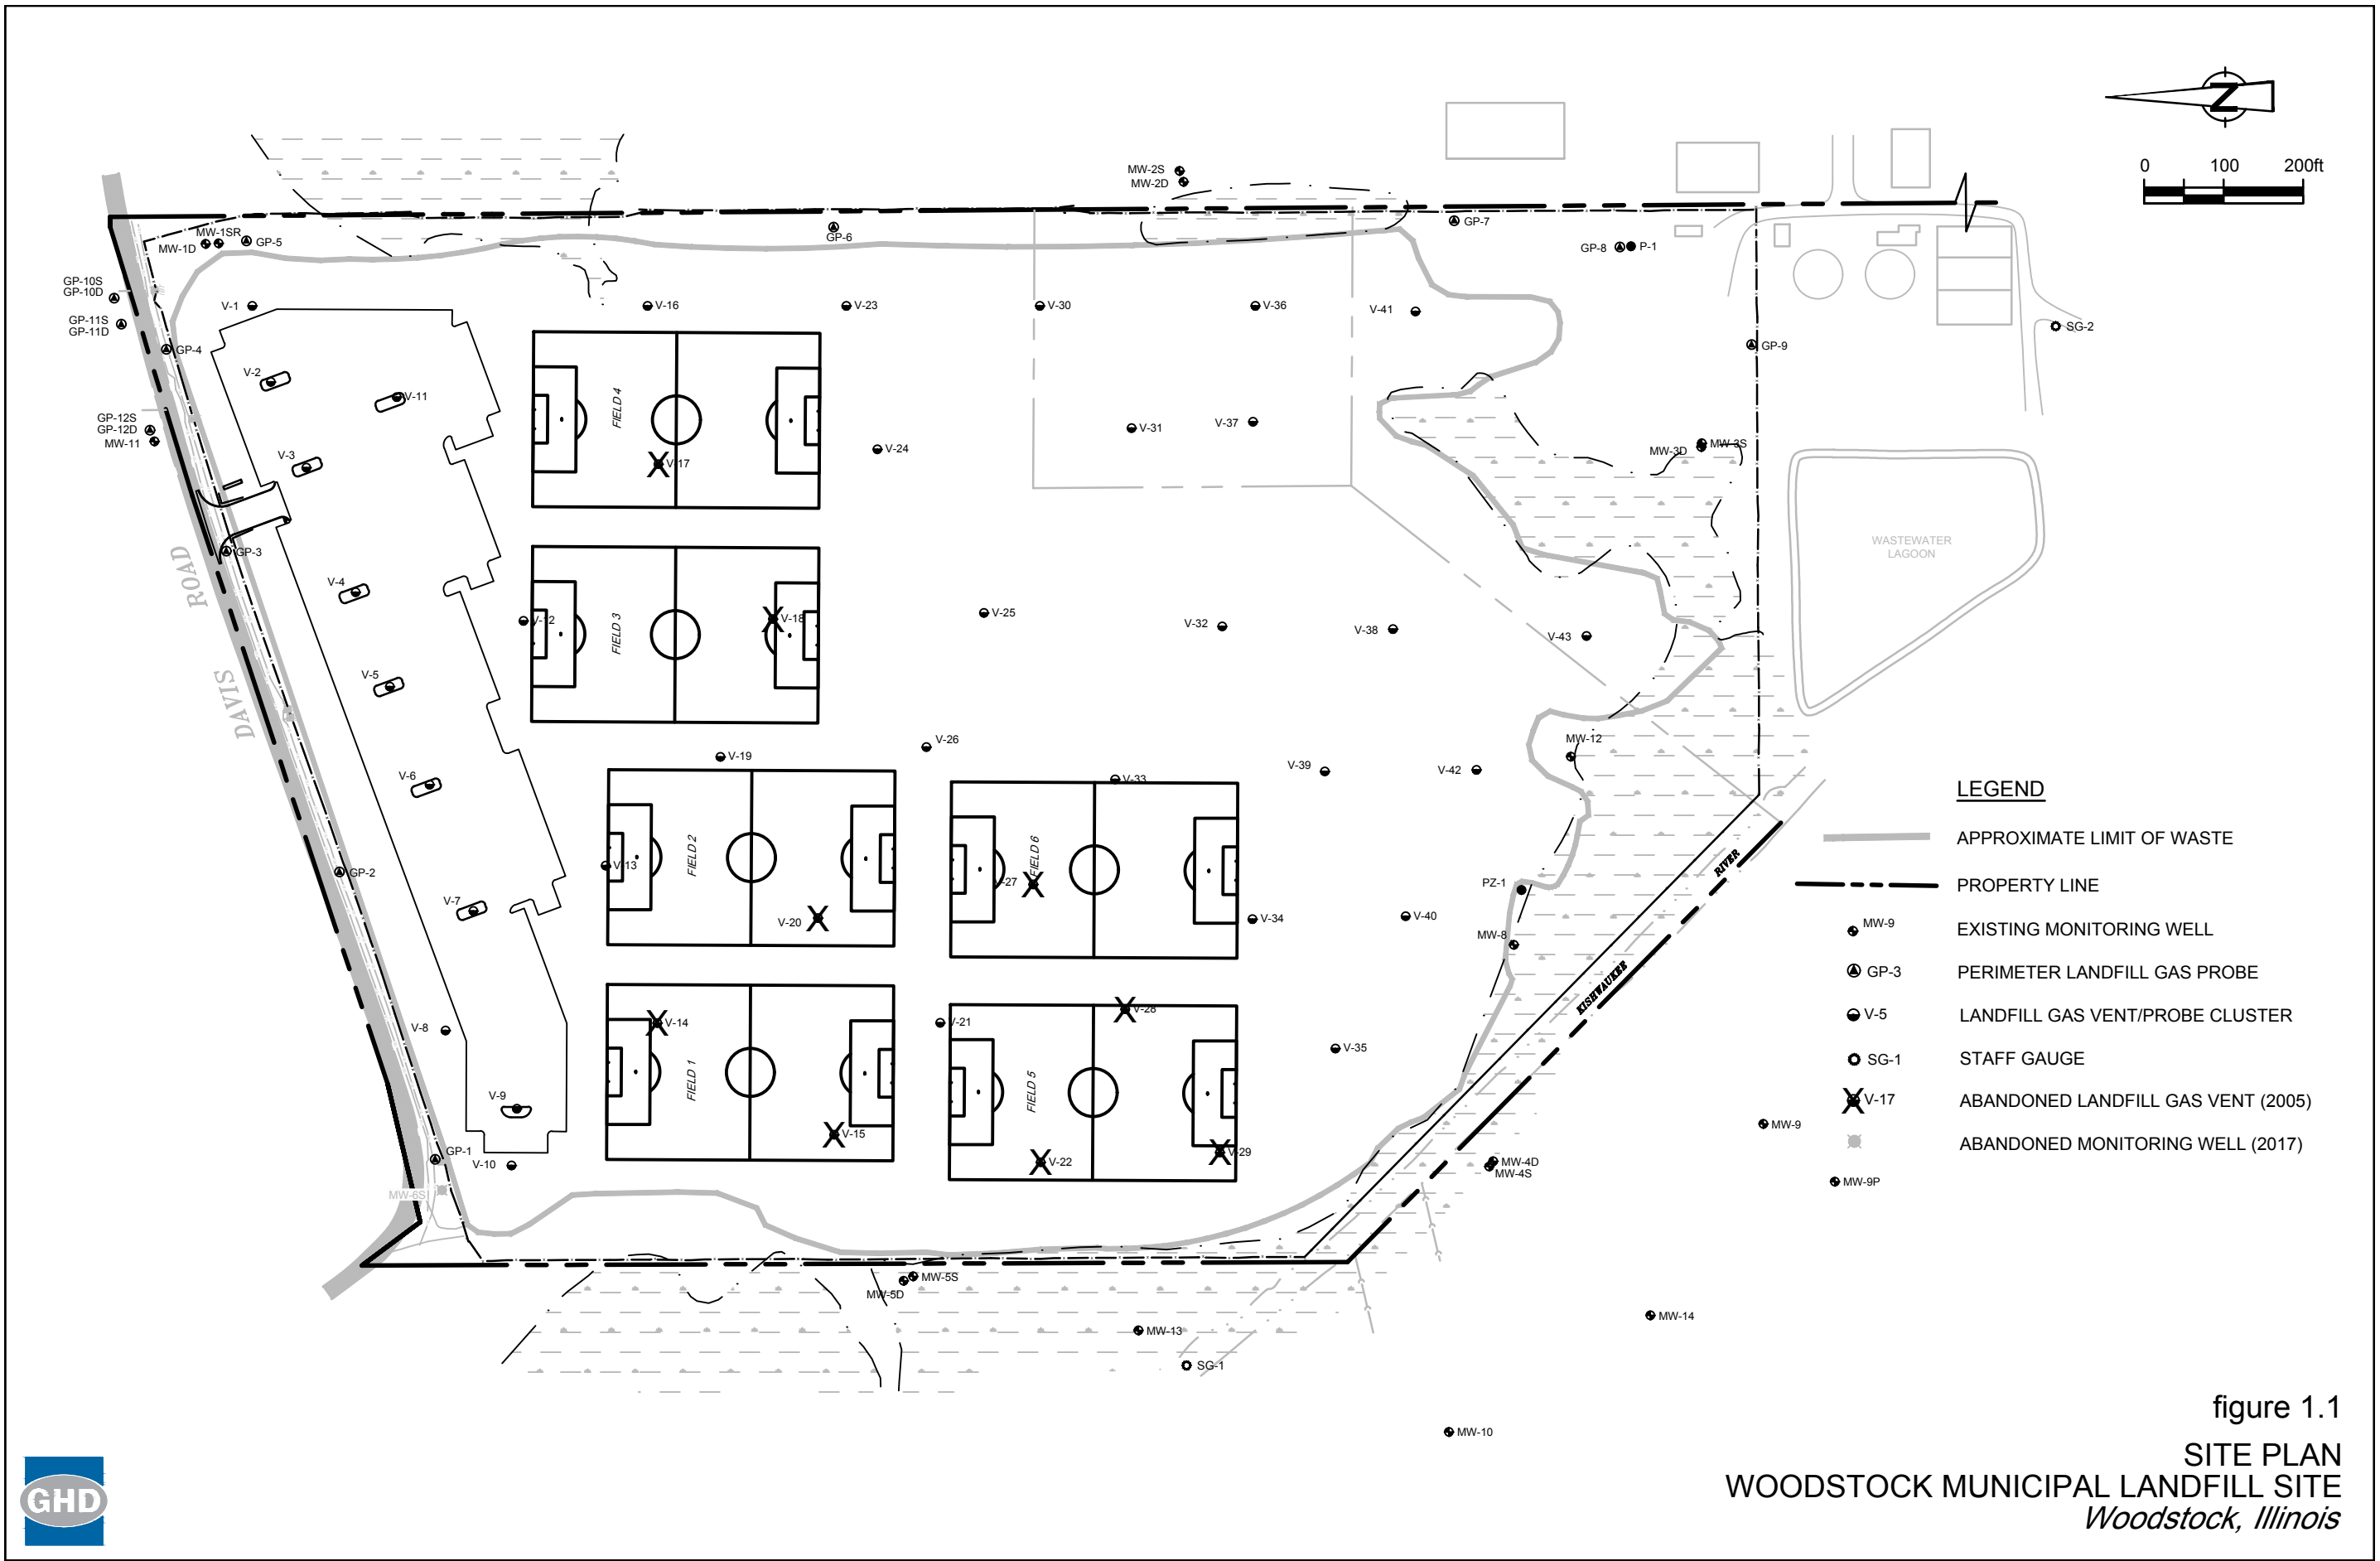 N
0 100 200ft
MW-2S
MW-2D
MW-1SR
MW-1D
GP-5
GP-6
GP-7
GP-8
P-1
GP-10S
GP-10D
GP-11S
GP-11D
GP-4
V-1
V-16
V-23
V-30
V-36
V-41
SG-2
GP-9
V-2
V-11
GP-12S
GP-12D
MW-11
V-3
FIELD 4
V-17
V-24
V-31
V-37
MW-3S
MW-3D
WASTEWATER
LAGOON
GP-3
DAVIS ROAD
V-4
V-12
FIELD 3
V-18
V-25
V-32
V-38
V-43
V-5
V-6
V-19
V-26
V-33
V-39
V-42
MW-12
GP-2
V-7
V-13
FIELD 2
V-20
V-27
FIELD 6
V-34
V-40
PZ-1
MW-8
KISHWAUKEE RIVER
V-8
V-14
FIELD 1
V-15
V-21
V-28
FIELD 5
V-22
V-29
V-35
V-9
GP-1
V-10
MW-6S
MW-4D
MW-4S
MW-9
MW-9P
MW-5S
MW-5D
MW-13
SG-1
MW-14
MW-10
LEGEND
APPROXIMATE LIMIT OF WASTE
PROPERTY LINE
MW-9 EXISTING MONITORING WELL
GP-3 PERIMETER LANDFILL GAS PROBE
V-5 LANDFILL GAS VENT/PROBE CLUSTER
SG-1 STAFF GAUGE
V-17 ABANDONED LANDFILL GAS VENT (2005)
ABANDONED MONITORING WELL (2017)
figure 1.1
SITE PLAN
WOODSTOCK MUNICIPAL LANDFILL SITE
Woodstock, Illinois
GHD